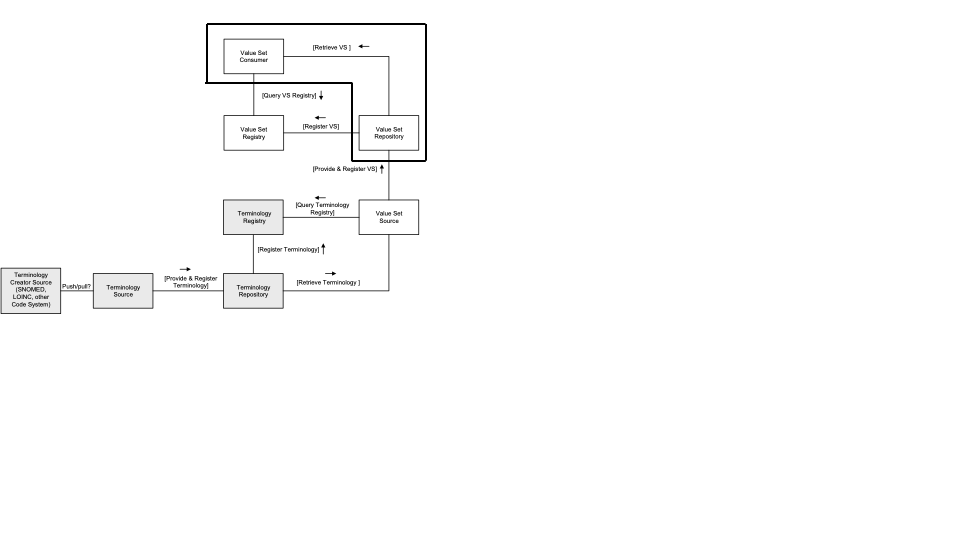 [Retrieve VS ]
Value Set
Consumer
[Query VS Registry]
[Register VS]
Value Set
Registry
Value Set
Repository
[Provide & Register VS]
[Query Terminology
Registry]
Terminology
Registry
Value Set
Source
[Register Terminology]
Terminology
Creator Source
(SNOMED,
LOINC, other
Code System)
Push/pull?
Terminology
Source
[Provide & Register
Terminology]
Terminology
Repository
[Retrieve Terminology ]